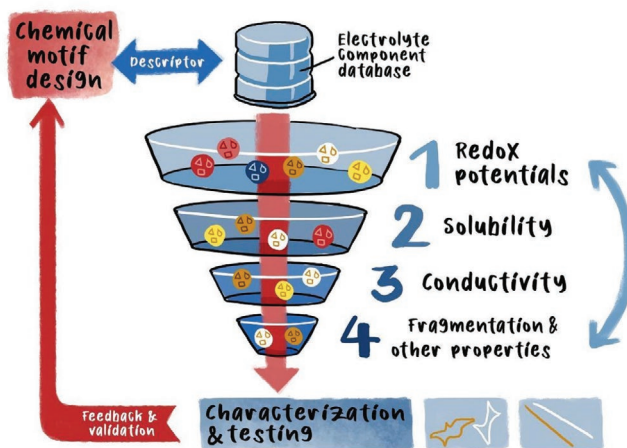 Chemical
motif
design
Descriptor
Electrolyte
Component
database
1 Redox
potentials
2 Solubility
3 Conductivity
4 Fragmentation &
other properties
Feedback &
validation
Characterization
& testing